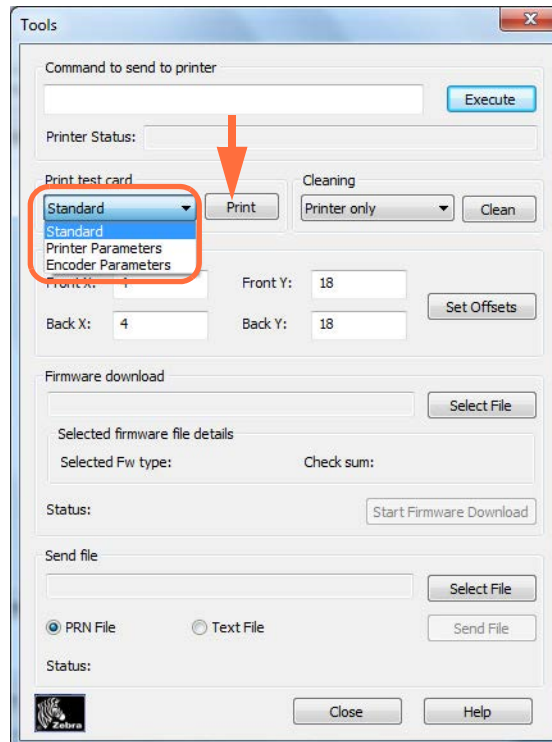 Tools
Command to send to printer
Execute
Printer Status:
Print test card
Cleaning
Standard
Print
Printer only
Clean
Standard
Printer Parameters
Encoder Parameters
Front Y: 18
Set Offsets
Back X: 4
Back Y: 18
Firmware download
Select File
Selected firmware file details
Selected Fw type:
Check sum:
Status:
Start Firmware Download
Send file
Select File
PRN File
Text File
Send File
Status:
Zebra
Close
Help